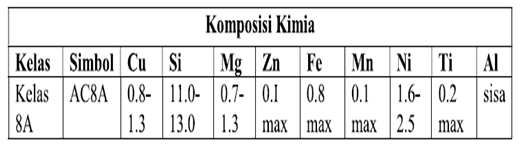 Komposisi Kimia
Kelas Simbol Cu Si Mg Zn Fe Mn Ni Ti Al
Kelas AC8A 0.8- 11.0- 0.7- 0.1 0.8 0.1 1.6- 0.2 sisa
8A 1.3 13.0 1.3 max max max 2.5 max